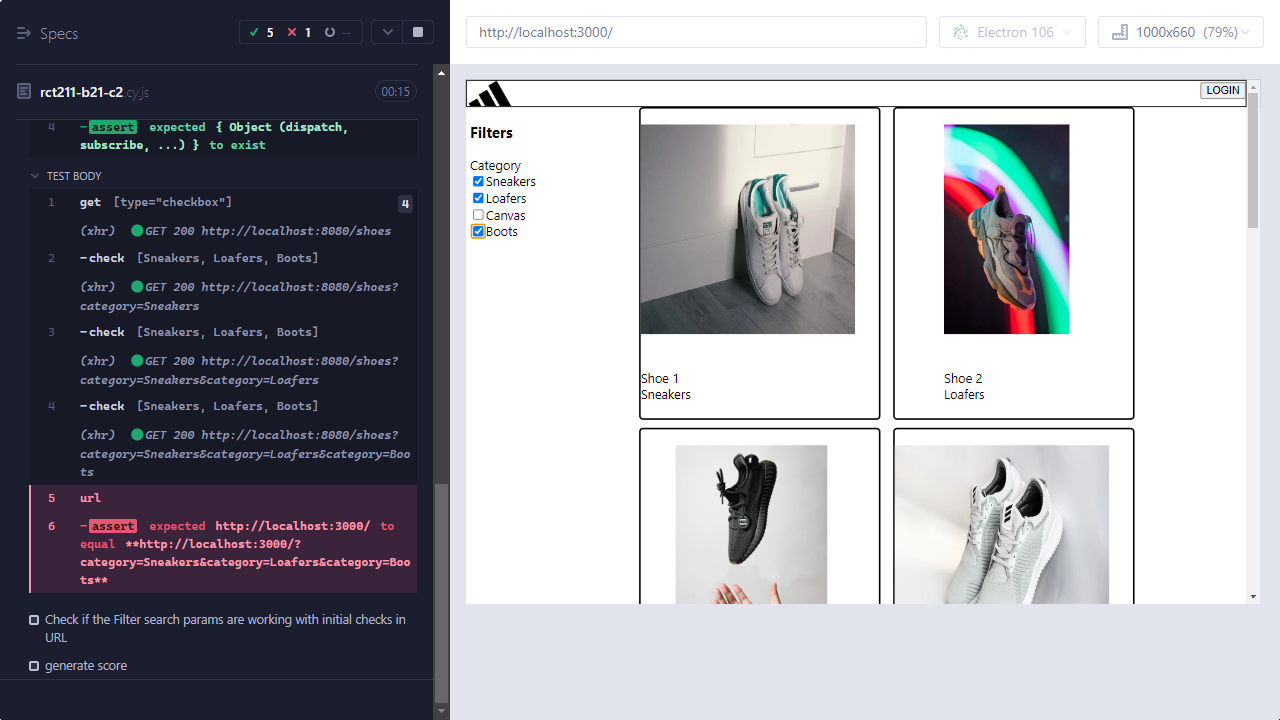 Specs
5
1
--
http://localhost:3000/
Electron 106
1000x660 (79%)
rct211-b21-c2.cy.js
00:15
4 -assert expected { Object (dispatch,
subscribe, ...) } to exist
TEST BODY
1 get [type="checkbox"] 4
(xhr) GET 200 http://localhost:8080/shoes
2 -check [Sneakers, Loafers, Boots]
(xhr) GET 200 http://localhost:8080/shoes?
category=Sneakers
3 -check [Sneakers, Loafers, Boots]
(xhr) GET 200 http://localhost:8080/shoes?
category=Sneakers&category=Loafers
4 -check [Sneakers, Loafers, Boots]
(xhr) GET 200 http://localhost:8080/shoes?
category=Sneakers&category=Loafers&category=Boo
ts
5 url
6 -assert expected http://localhost:3000/ to
equal **http://localhost:3000/?
category=Sneakers&category=Loafers&category=Boo
ts**
Check if the Filter search params are working with initial checks in
URL
generate score
LOGIN
Filters
Category
Sneakers
Loafers
Canvas
Boots
Shoe 1
Sneakers
Shoe 2
Loafers